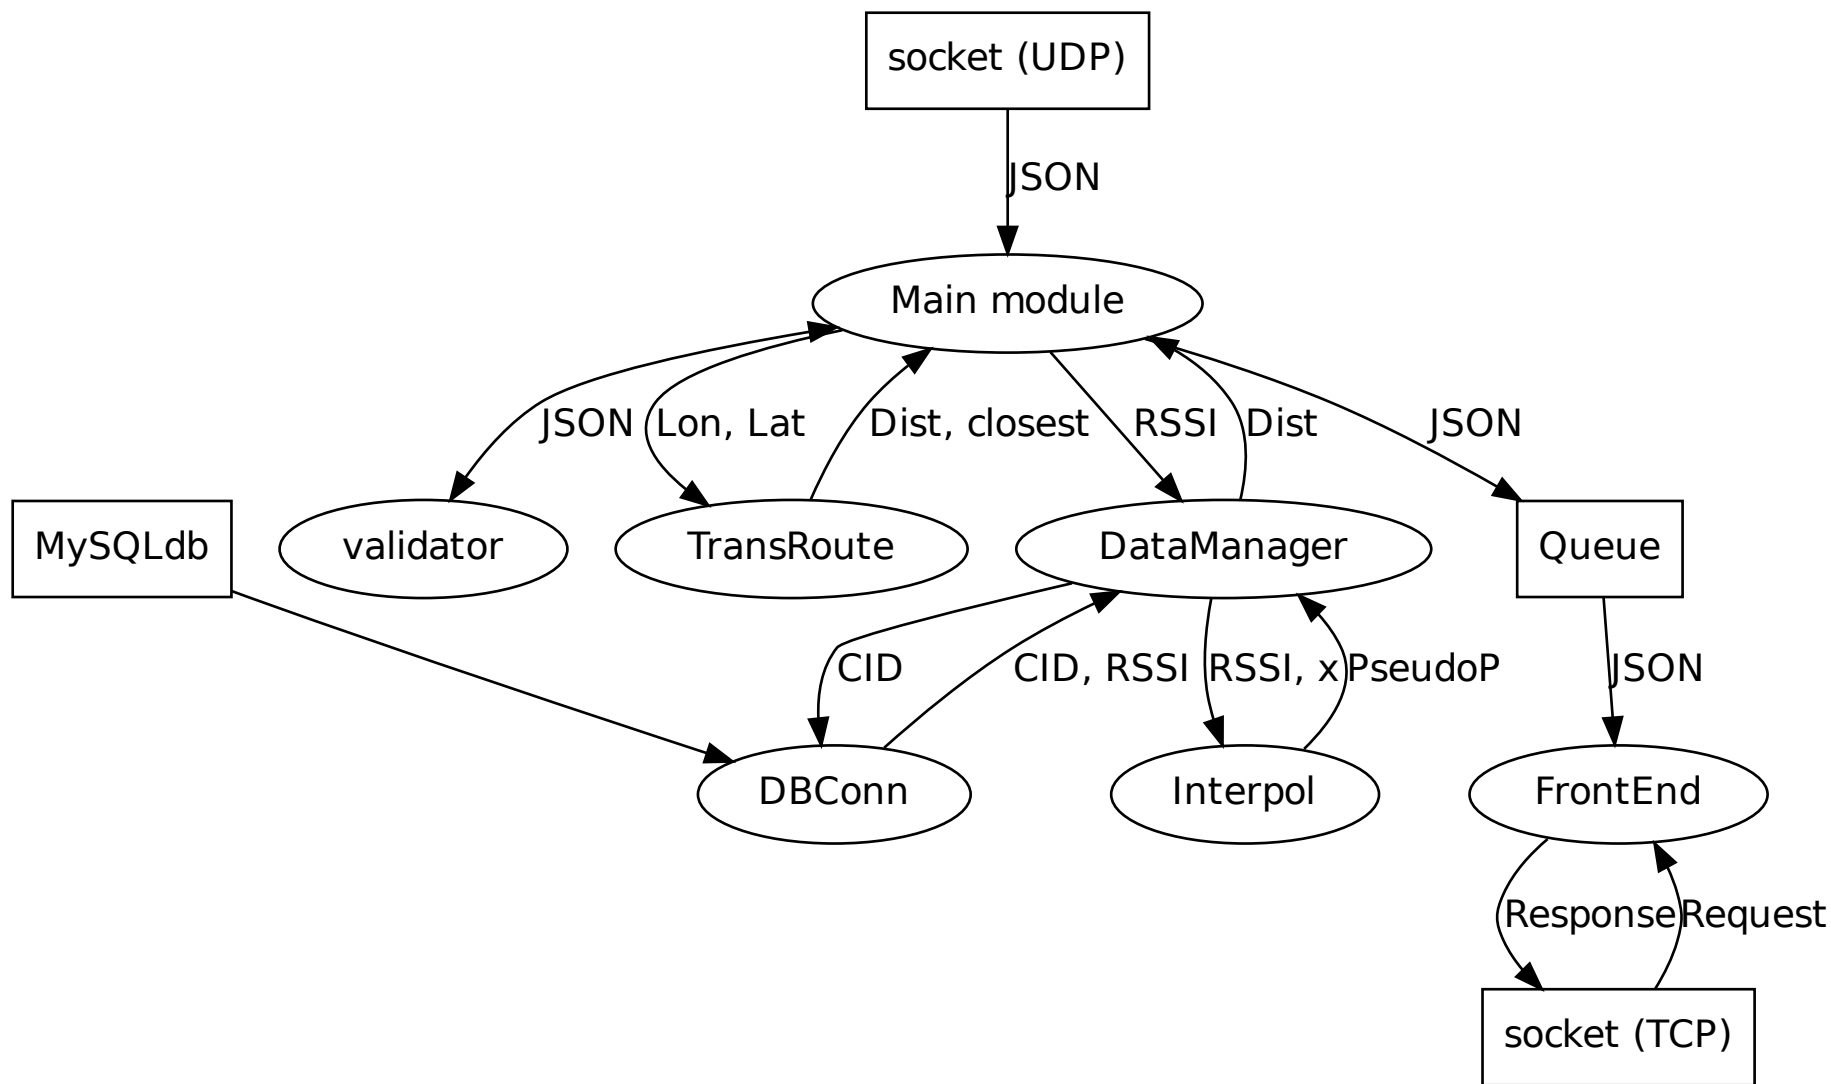 socket (UDP)
JSON
Main module
JSON
Lon, Lat
Dist, closest
RSSI
Dist
JSON
MySQLdb
validator
TransRoute
DataManager
Queue
CID
CID, RSSI
RSSI, x
PseudoP
JSON
DBConn
Interpol
FrontEnd
Response
Request
socket (TCP)